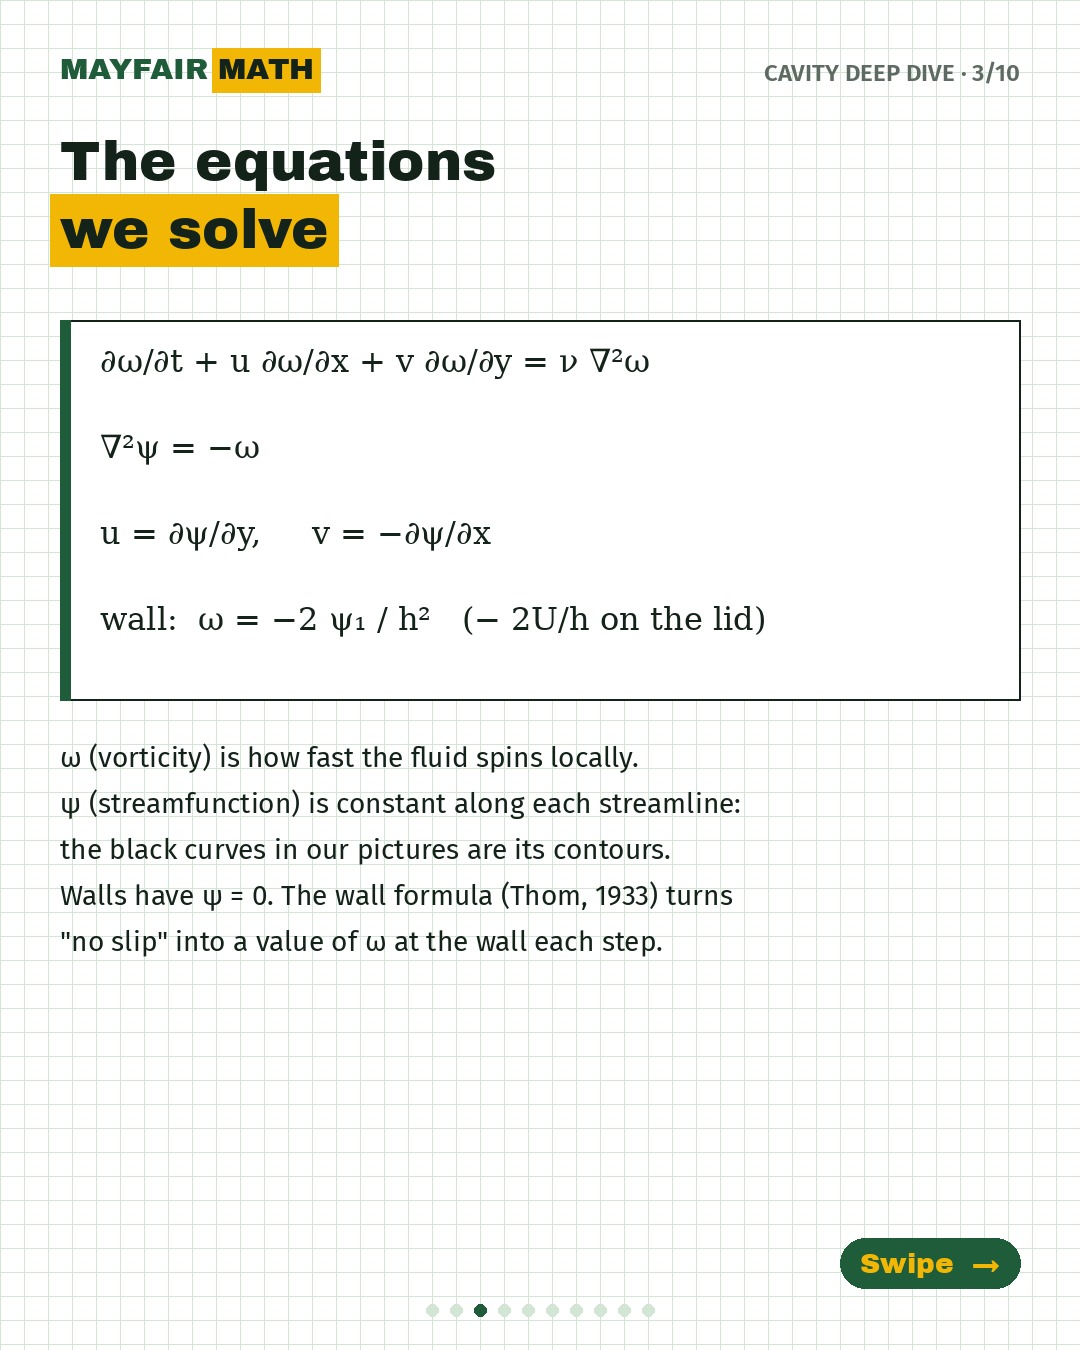 MAYFAIR MATH
CAVITY DEEP DIVE · 3/10
The equations
we solve
∂ω/∂t + u ∂ω/∂x + v ∂ω/∂y = ν ∇²ω
∇²ψ = −ω
u = ∂ψ/∂y, v = −∂ψ/∂x
wall: ω = −2 ψ₁ / h² (− 2U/h on the lid)
ω (vorticity) is how fast the fluid spins locally.
ψ (streamfunction) is constant along each streamline:
the black curves in our pictures are its contours.
Walls have ψ = 0. The wall formula (Thom, 1933) turns
"no slip" into a value of ω at the wall each step.
Swipe →